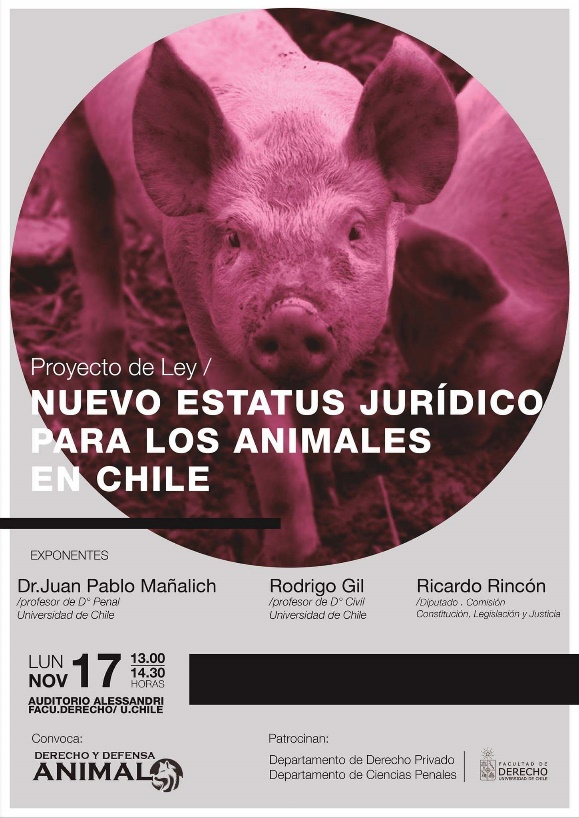 Proyecto de Ley /
NUEVO ESTATUS JURÍDICO
PARA LOS ANIMALES
EN CHILE
EXPONENTES
Dr.Juan Pablo Mañalich
/profesor de D° Penal
Universidad de Chile
Rodrigo Gil
/profesor de D° Civil
Universidad de Chile
Ricardo Rincón
/Diputado . Comisión
Constitución, Legislación y Justicia
LUN
NOV 17
13.00
14.30
HORAS
AUDITORIO ALESSANDRI
FACU.DERECHO/ U.CHILE
Convoca:
DERECHO Y DEFENSA
ANIMAL
Patrocinan:
Departamento de Derecho Privado
Departamento de Ciencias Penales
FACULTAD DE
DERECHO
UNIVERSIDAD DE CHILE